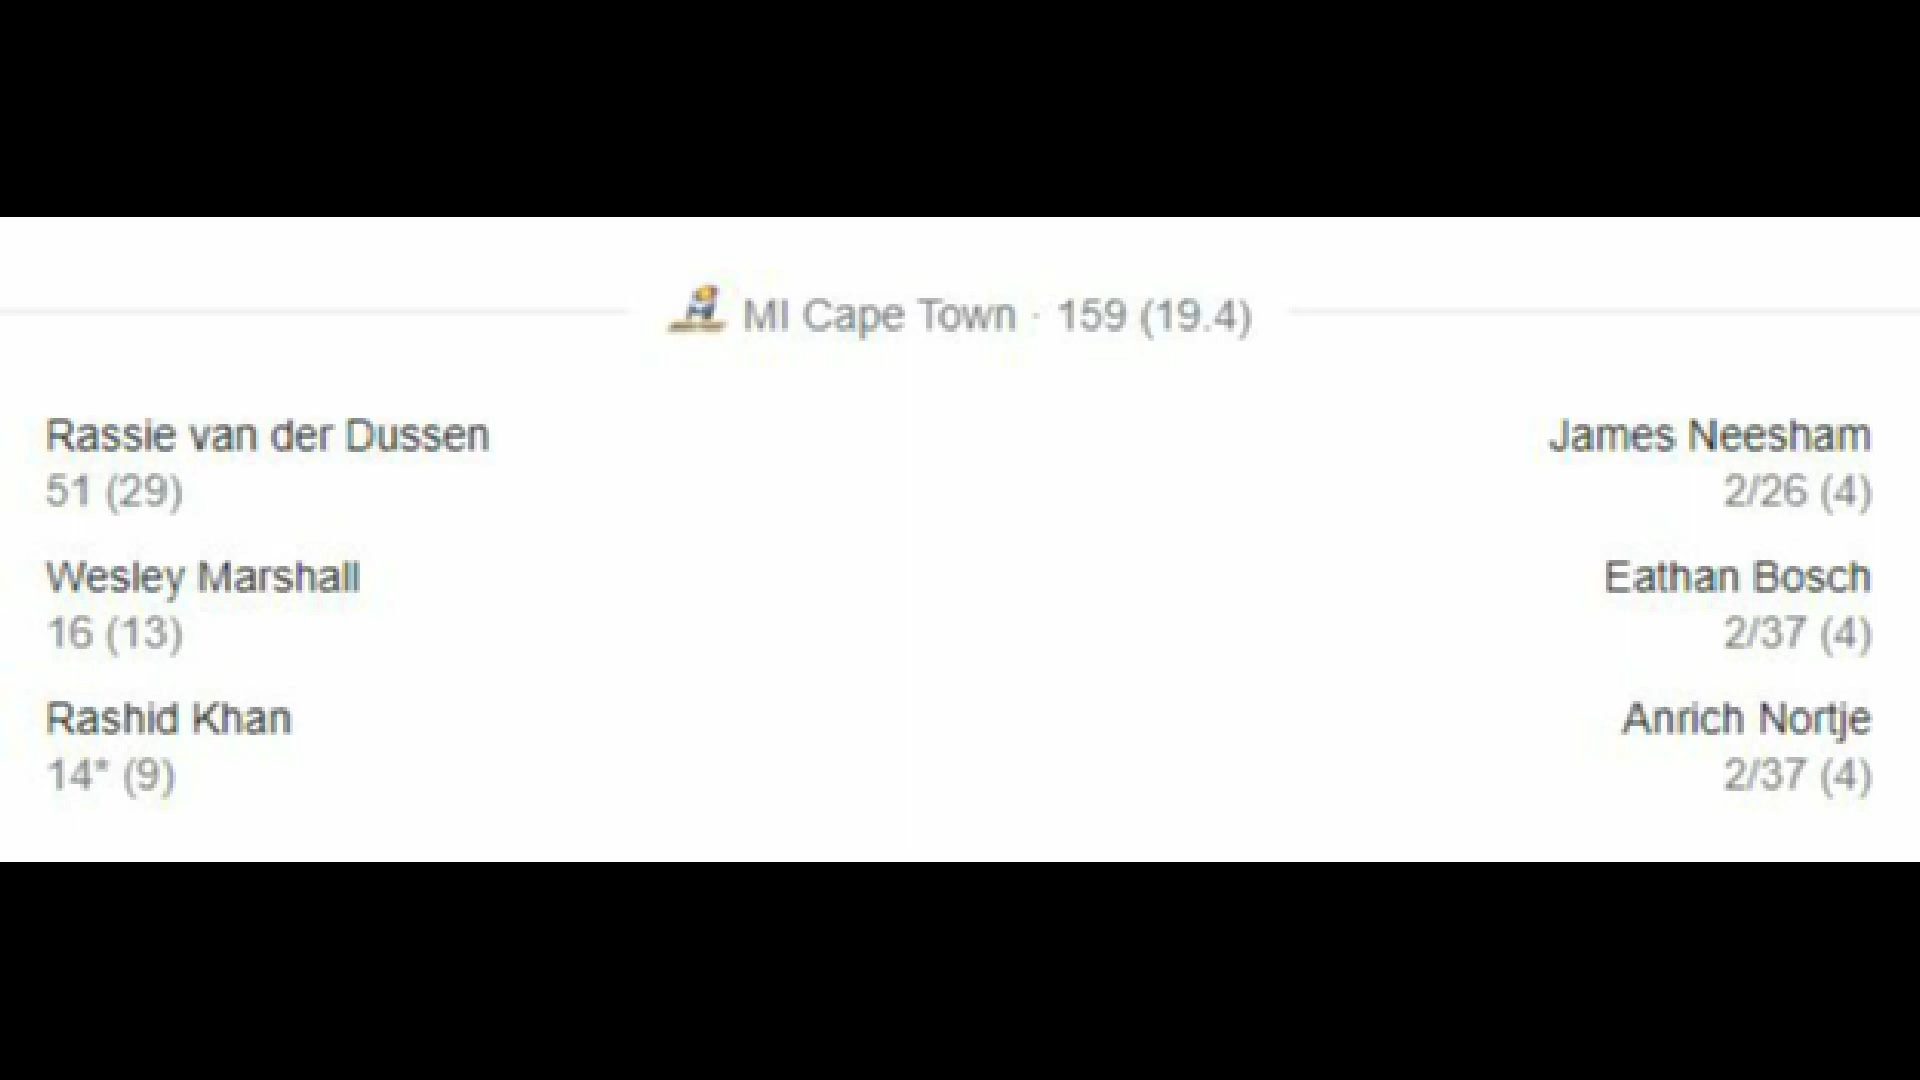 MI Cape Town · 159 (19.4)
Rassie van der Dussen
51 (29)
Wesley Marshall
16 (13)
Rashid Khan
14* (9)
James Neesham
2/26 (4)
Eathan Bosch
2/37 (4)
Anrich Nortje
2/37 (4)